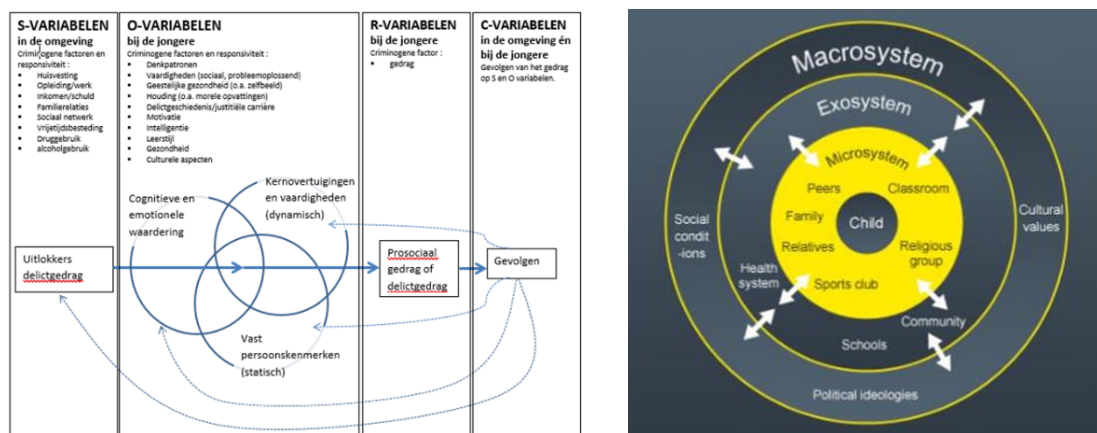 S-VARIABELEN
in de omgeving
Criminogene factoren en
responsiviteit :
▪ Huisvesting
▪ Opleiding/werk
▪ Inkomen/schuld
▪ Familierelaties
▪ Sociaal netwerk
▪ Vrijetijdsbesteding
▪ Druggebruik
▪ alcoholgebruik
Uitlokkers
delictgedrag
O-VARIABELEN
bij de jongere
Criminogene factoren en responsiviteit :
▪ Denkpatronen
▪ Vaardigheden (sociaal, probleemoplossend)
▪ Geestelijke gezondheid (o.a. zelfbeeld)
▪ Houding (o.a. morele opvattingen)
▪ Delictgeschiedenis/justitiële carrière
▪ Motivatie
▪ Intelligentie
▪ Leerstijl
▪ Gezondheid
▪ Culturele aspecten
Cognitieve en
emotionele
waardering
Kernovertuigingen
en vaardigheden
(dynamisch)
Vast
persoonskenmerken
(statisch)
R-VARIABELEN
bij de jongere
Criminogene factor :
▪ gedrag
Prosociaal
gedrag of
delictgedrag
C-VARIABELEN
in de omgeving én
bij de jongere
Gevolgen van het gedrag
op S en O variabelen.
Gevolgen
Macrosystem
Exosystem
Microsystem
Peers
Classroom
Family
Child
Relatives
Religious
group
Sports club
Social
condit
-ions
Cultural
values
Health
system
Community
Schools
Political ideologies